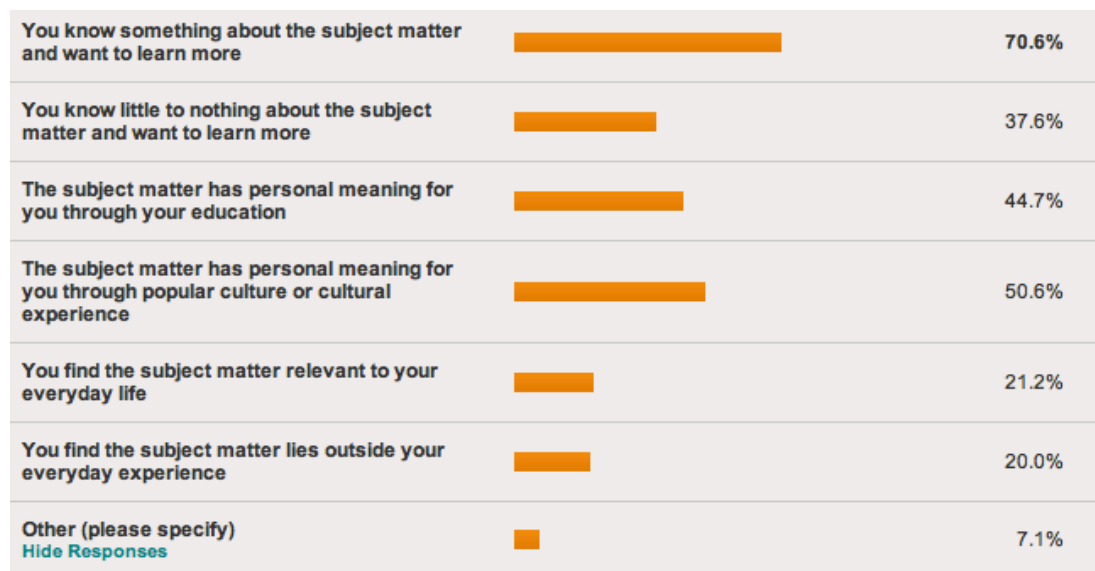 You know something about the subject matter
and want to learn more
70.6%
You know little to nothing about the subject
matter and want to learn more
37.6%
The subject matter has personal meaning for
you through your education
44.7%
The subject matter has personal meaning for
you through popular culture or cultural
experience
50.6%
You find the subject matter relevant to your
everyday life
21.2%
You find the subject matter lies outside your
everyday experience
20.0%
Other (please specify)
Hide Responses
7.1%